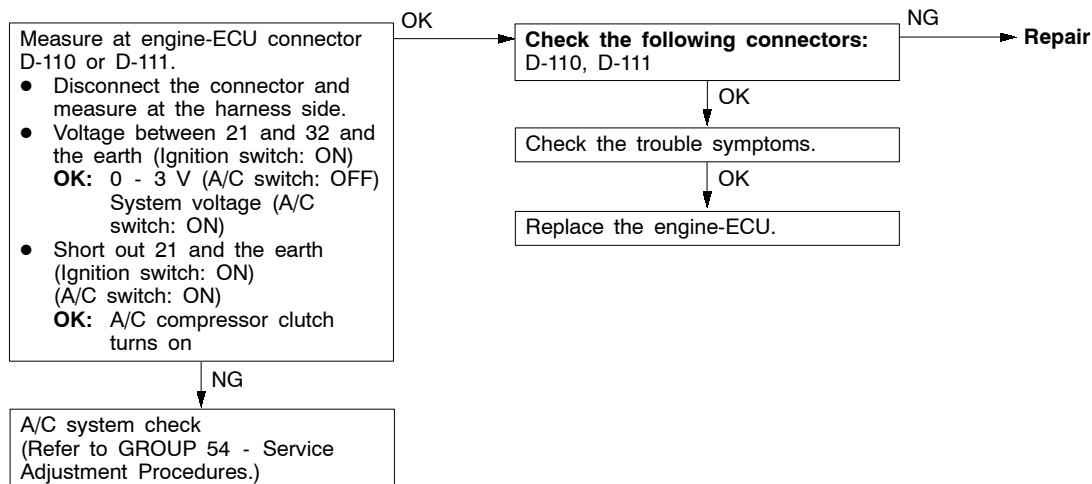 Measure at engine-ECU connector
D-110 or D-111.
● Disconnect the connector and
measure at the harness side.
● Voltage between 21 and 32 and
the earth (Ignition switch: ON)
OK: 0 - 3 V (A/C switch: OFF)
System voltage (A/C
switch: ON)
● Short out 21 and the earth
(Ignition switch: ON)
(A/C switch: ON)
OK: A/C compressor clutch
turns on
OK
Check the following connectors:
D-110, D-111
NG
Repair
OK
Check the trouble symptoms.
OK
Replace the engine-ECU.
NG
A/C system check
(Refer to GROUP 54 - Service
Adjustment Procedures.)